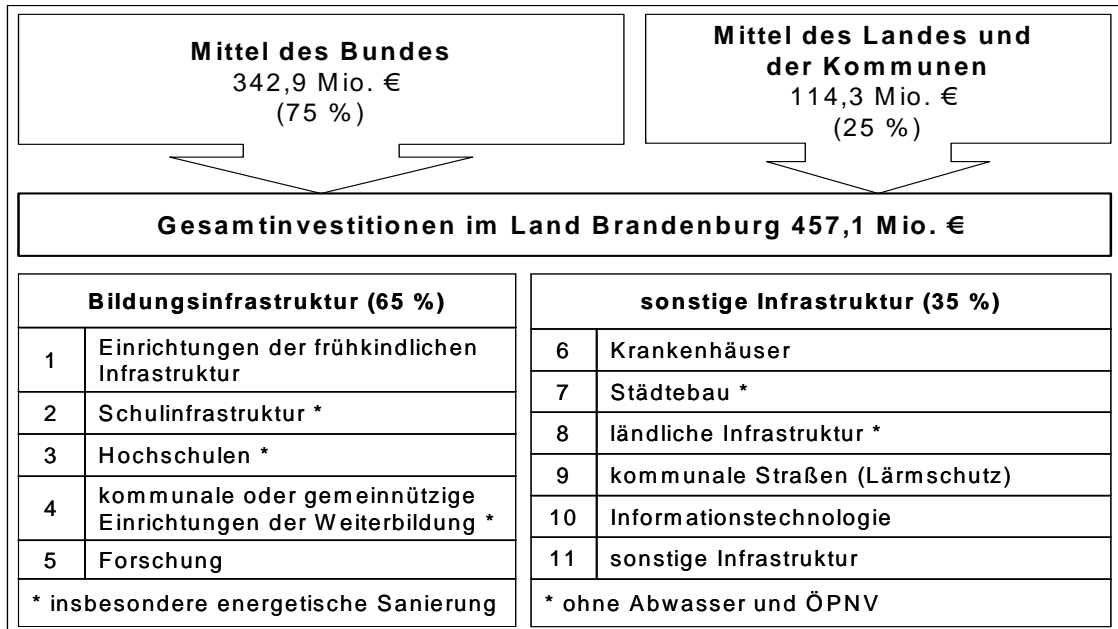 Mittel des Bundes
342,9 Mio. €
(75 %)
Mittel des Landes und
der Kommunen
114,3 Mio. €
(25 %)
Gesamtinvestitionen im Land Brandenburg 457,1 Mio. €
Bildungsinfrastruktur (65 %)
1 Einrichtungen der frühkindlichen
Infrastruktur
2 Schulinfrastruktur *
3 Hochschulen *
4 kommunale oder gemeinnützige
Einrichtungen der Weiterbildung *
5 Forschung
* insbesondere energetische Sanierung
sonstige Infrastruktur (35 %)
6 Krankenhäuser
7 Städtebau *
8 ländliche Infrastruktur *
9 kommunale Straßen (Lärmschutz)
10 Informationstechnologie
11 sonstige Infrastruktur
* ohne Abwasser und ÖPNV